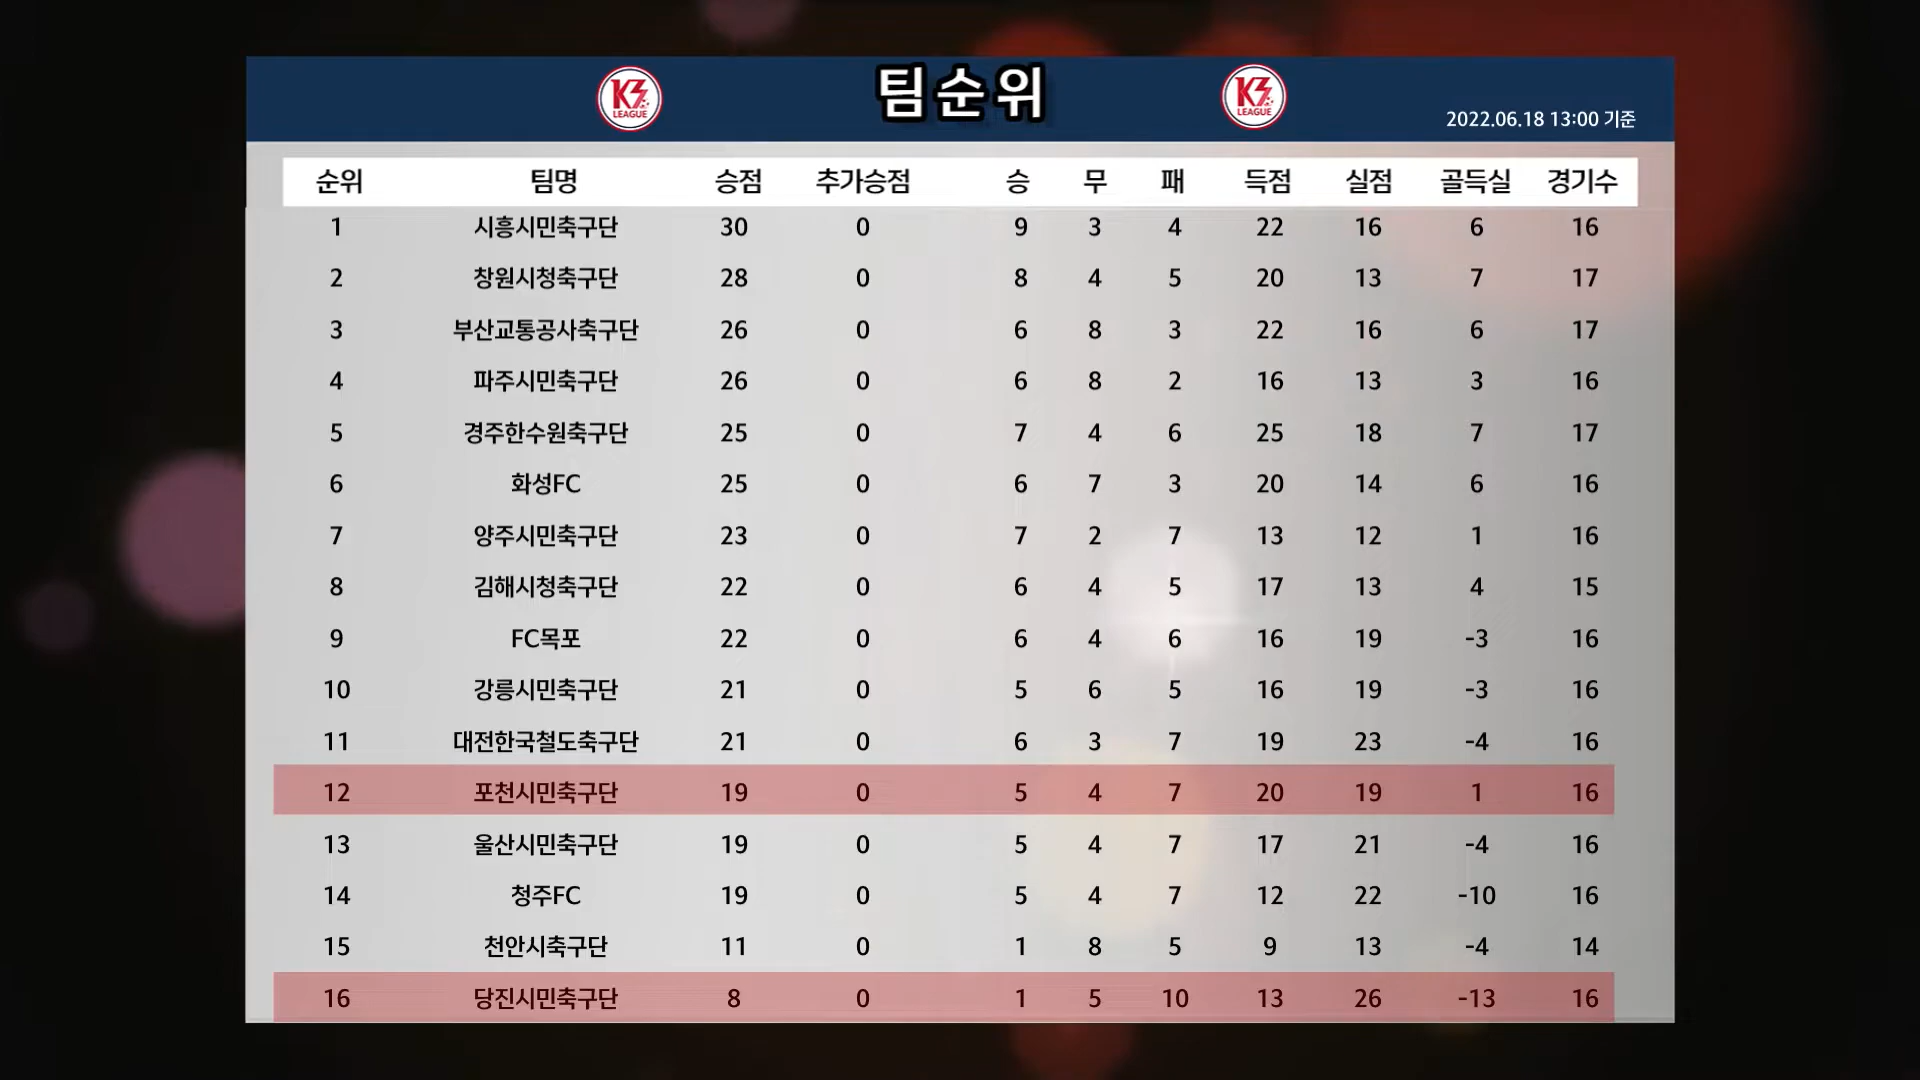 K3 LEAGUE 팀순위 K3 LEAGUE
2022.06.18 13:00 기준
순위 팀명 승점 추가승점 승 무 패 득점 실점 골득실 경기수
1 시흥시민축구단 30 0 9 3 4 22 16 6 16
2 창원시청축구단 28 0 8 4 5 20 13 7 17
3 부산교통공사축구단 26 0 6 8 3 22 16 6 17
4 파주시민축구단 26 0 6 8 2 16 13 3 16
5 경주한수원축구단 25 0 7 4 6 25 18 7 17
6 화성FC 25 0 6 7 3 20 14 6 16
7 양주시민축구단 23 0 7 2 7 13 12 1 16
8 김해시청축구단 22 0 6 4 5 17 13 4 15
9 FC목포 22 0 6 4 6 16 19 -3 16
10 강릉시민축구단 21 0 5 6 5 16 19 -3 16
11 대전한국철도축구단 21 0 6 3 7 19 23 -4 16
12 포천시민축구단 19 0 5 4 7 20 19 1 16
13 울산시민축구단 19 0 5 4 7 17 21 -4 16
14 청주FC 19 0 5 4 7 12 22 -10 16
15 천안시축구단 11 0 1 8 5 9 13 -4 14
16 당진시민축구단 8 0 1 5 10 13 26 -13 16